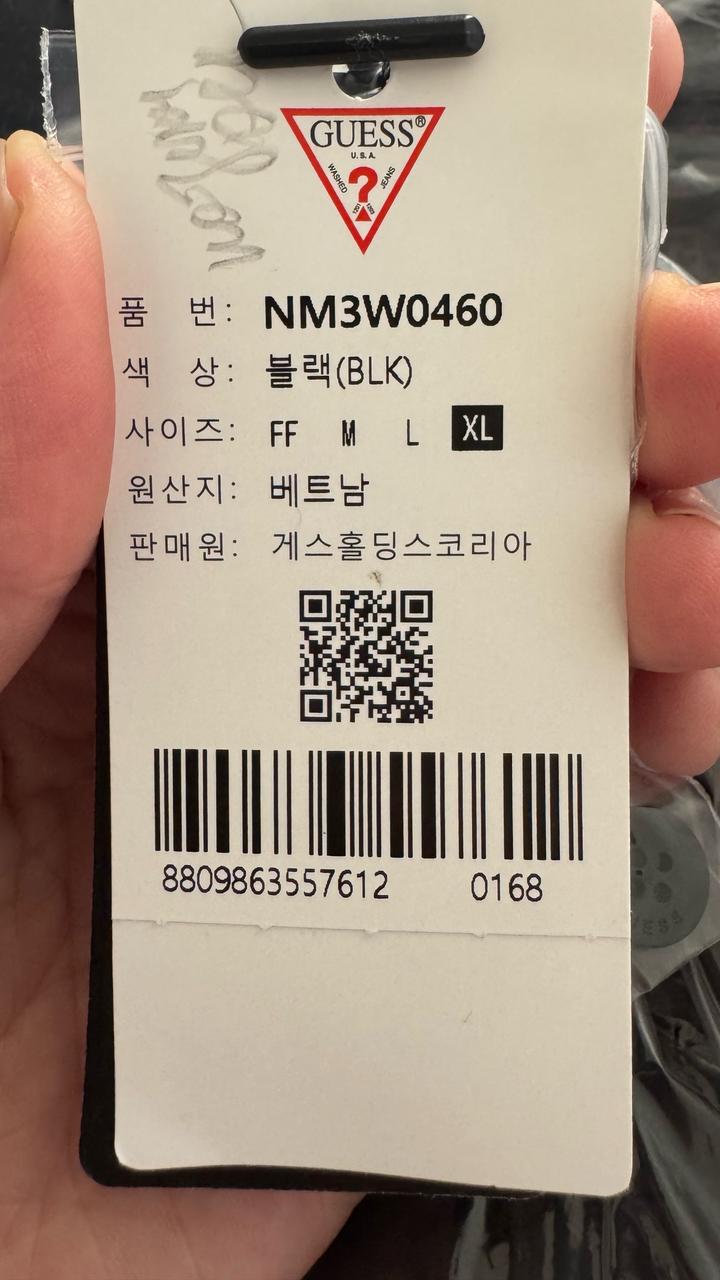 GUESS®
U.S.A.
WASHED JEANS
?
품 번: NM3W0460
색 상: 블랙(BLK)
사이즈: FF M L XL
원산지: 베트남
판매원: 게스홀딩스코리아
8809863557612 0168